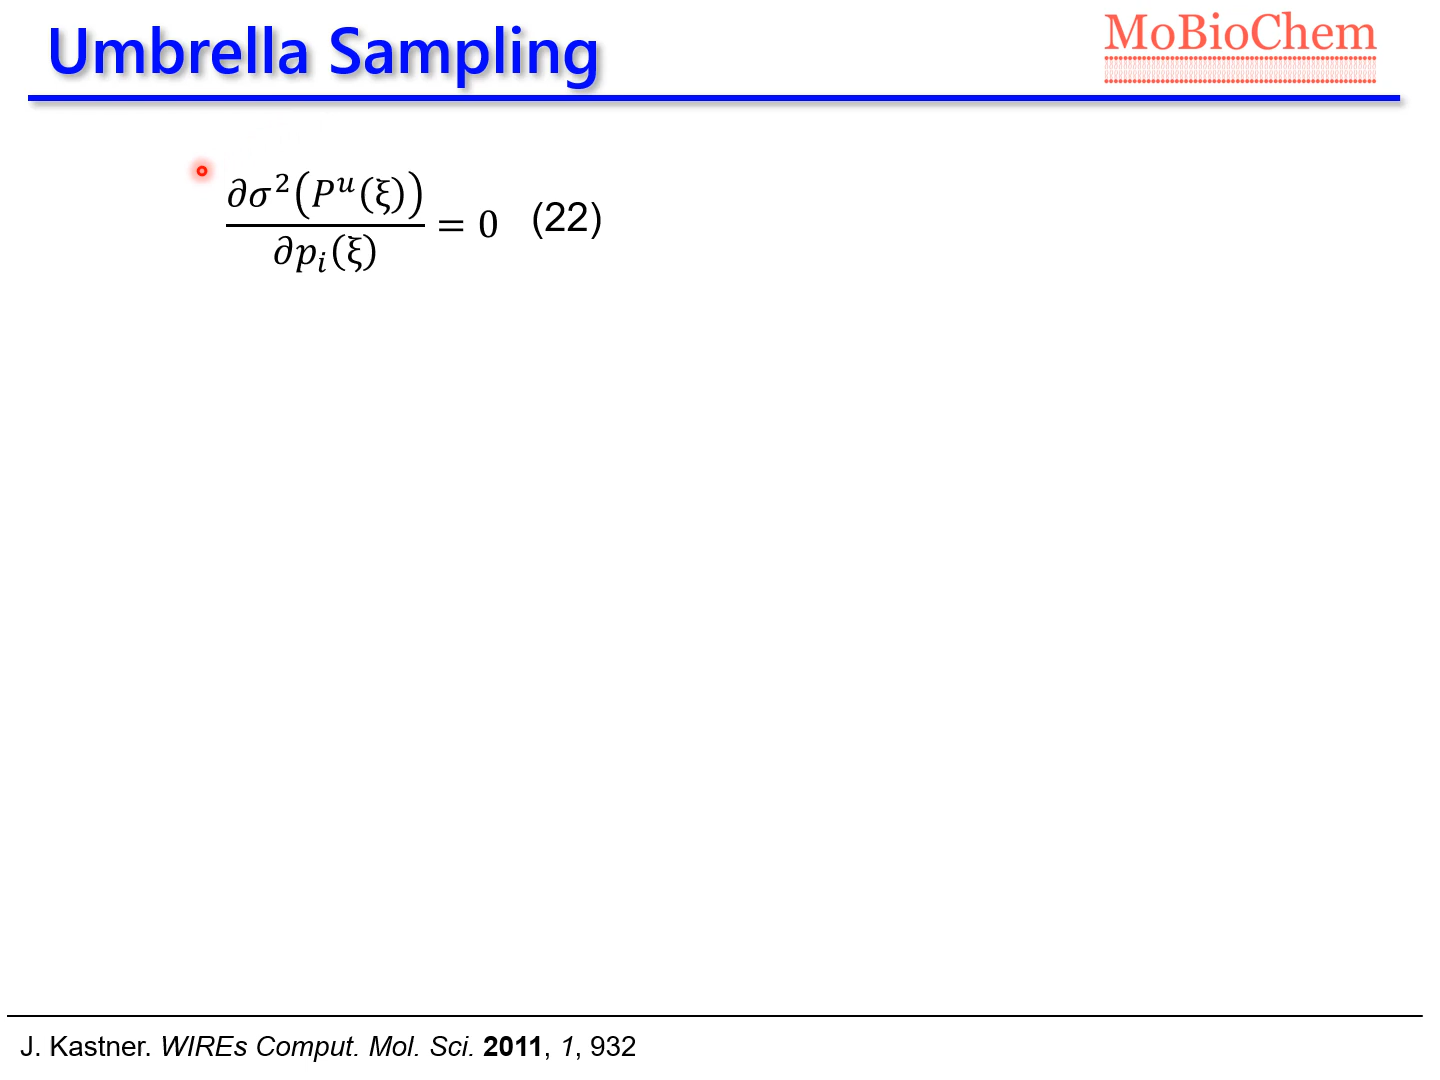 Umbrella Sampling
MoBioChem
∂σ²(Pᵘ(ξ))
∂pᵢ(ξ)
= 0 (22)
J. Kastner. WIREs Comput. Mol. Sci. 2011, 1, 932